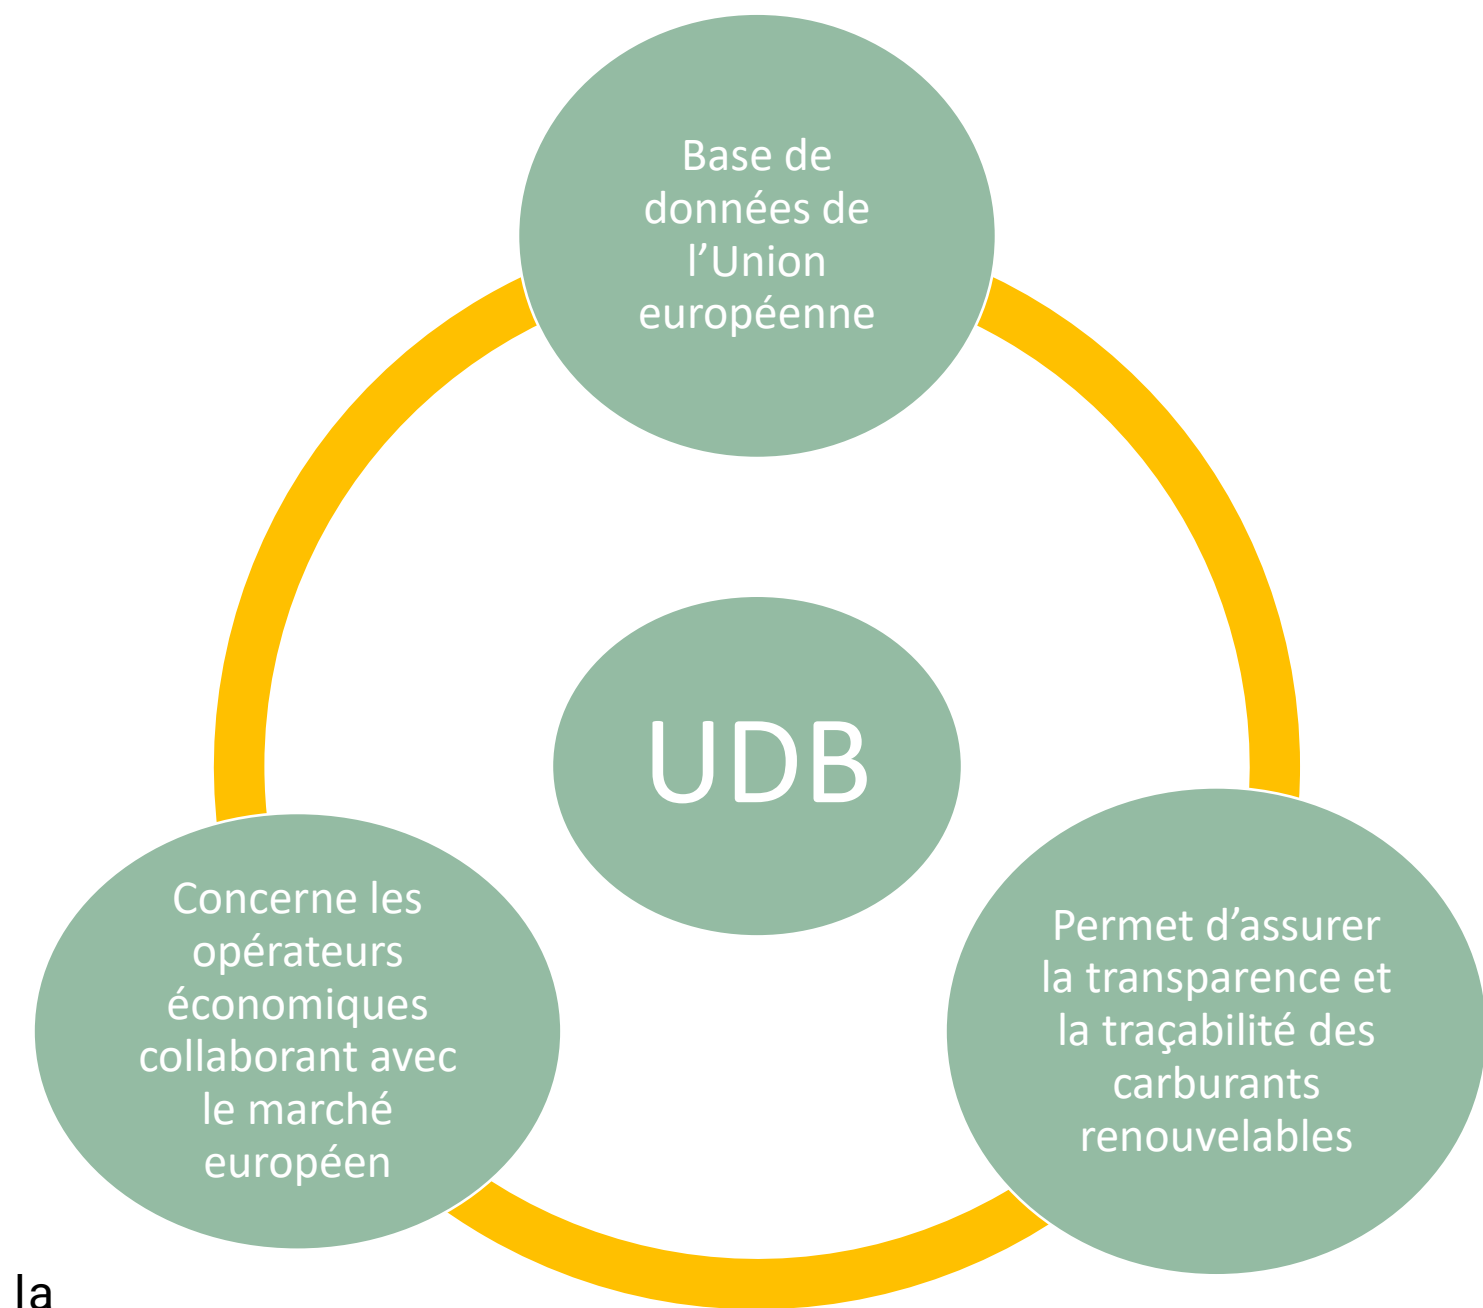 Base de
données de
l’Union
européenne
UDB
Concerne les
opérateurs
économiques
collaborant avec
le marché
européen
Permet d’assurer
la transparence et
la traçabilité des
carburants
renouvelables
la